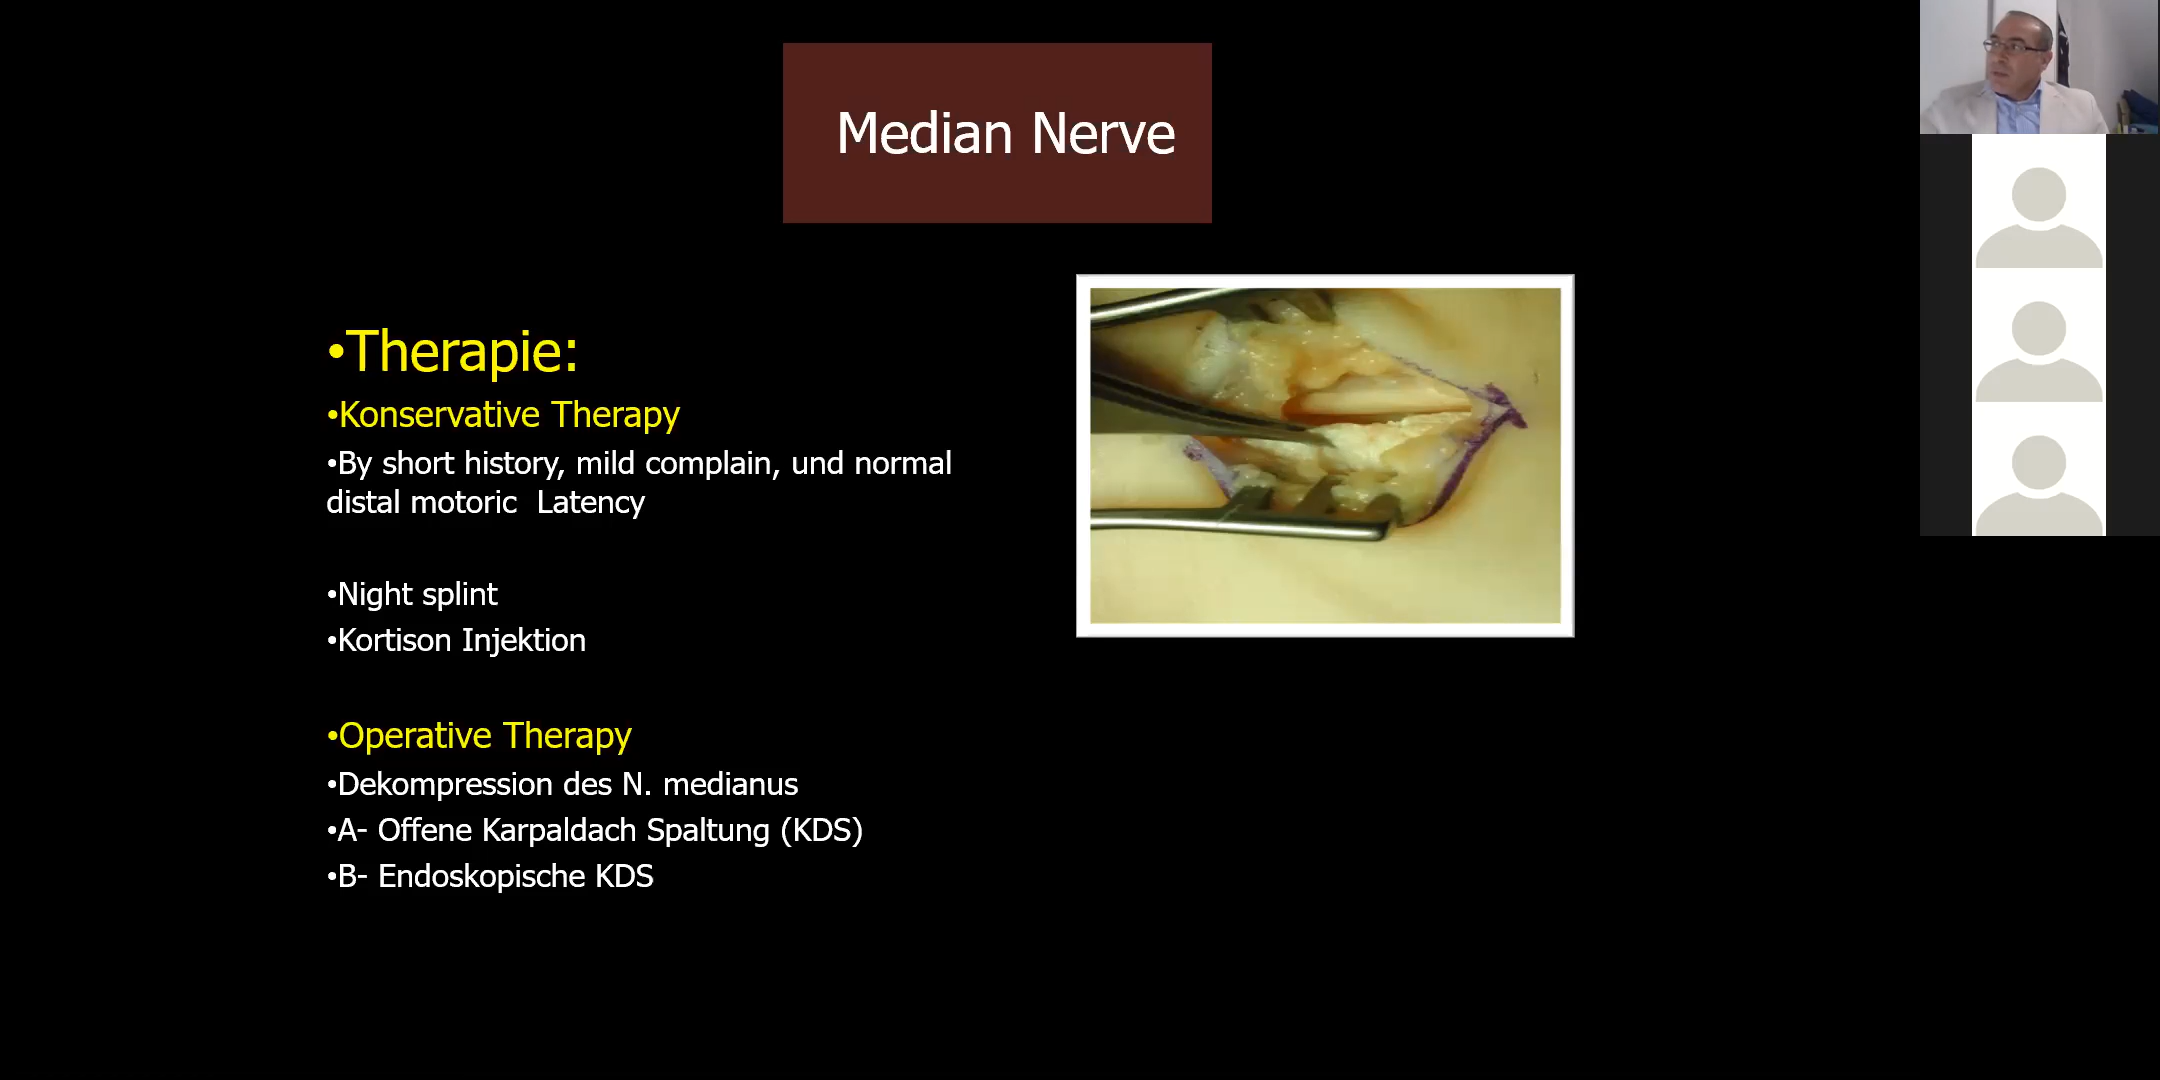 Median Nerve
•Therapie:
•Konservative Therapy
•By short history, mild complain, und normal
distal motoric  Latency
•Night splint
•Kortison Injektion
•Operative Therapy
•Dekompression des N. medianus
•A- Offene Karpaldach Spaltung (KDS)
•B- Endoskopische KDS